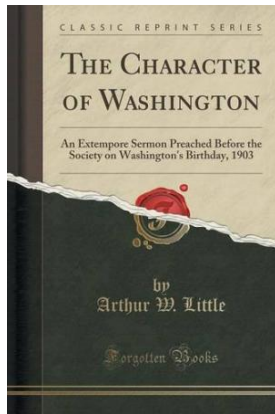 CLASSIC REPRINT SERIES
THE CHARACTER
OF WASHINGTON
An Extempore Sermon Preached Before the
Society on Washington's Birthday, 1903
by
Arthur W. Little
Forgotten Books